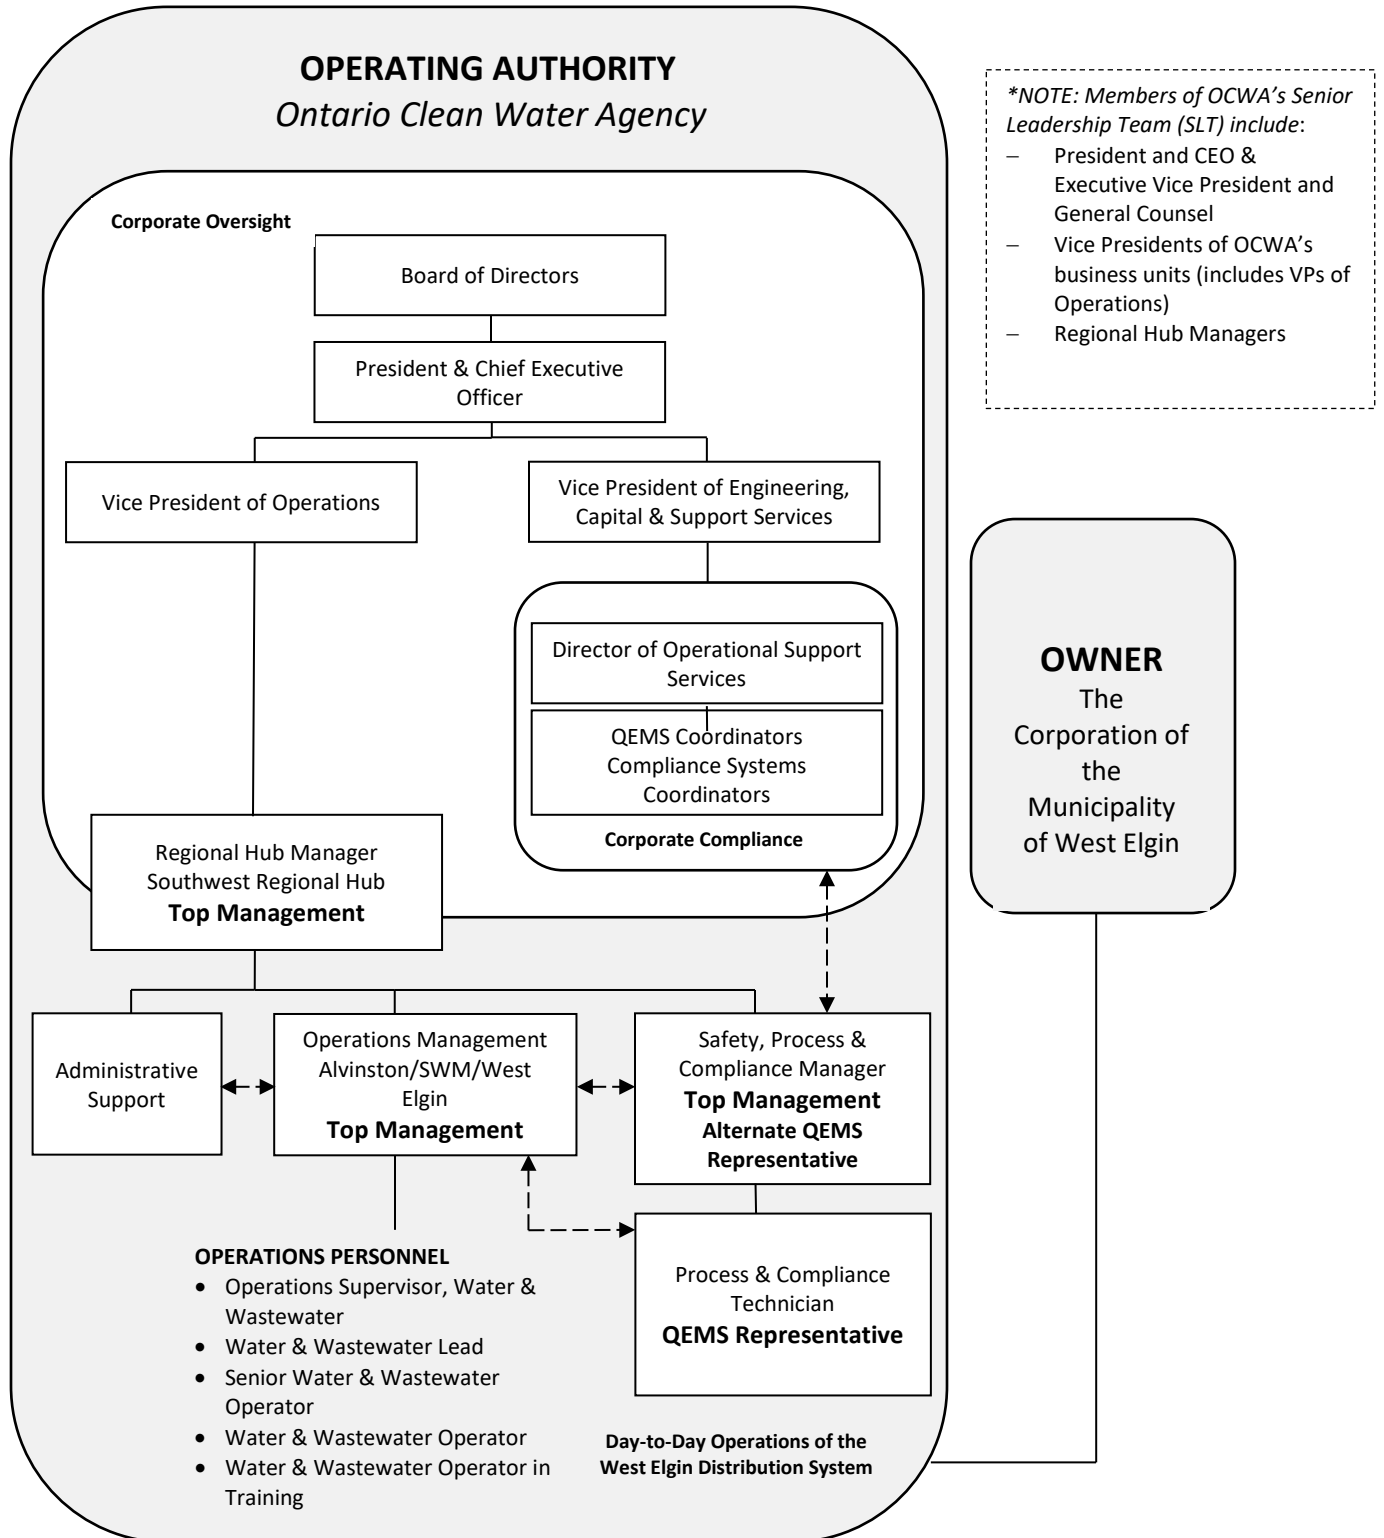 OPERATING AUTHORITY
Ontario Clean Water Agency
*NOTE: Members of OCWA's Senior
Leadership Team (SLT) include:
– President and CEO &
Executive Vice President and
General Counsel
– Vice Presidents of OCWA's
business units (includes VPs of
Operations)
– Regional Hub Managers
Corporate Oversight
Board of Directors
President & Chief Executive
Officer
Vice President of Operations
Vice President of Engineering,
Capital & Support Services
Director of Operational Support
Services
QEMS Coordinators
Compliance Systems
Coordinators
Corporate Compliance
OWNER
The
Corporation of
the
Municipality
of West Elgin
Regional Hub Manager
Southwest Regional Hub
Top Management
Administrative
Support
Operations Management
Alvinston/SWM/West
Elgin
Top Management
Safety, Process &
Compliance Manager
Top Management
Alternate QEMS
Representative
Process & Compliance
Technician
QEMS Representative
OPERATIONS PERSONNEL
• Operations Supervisor, Water &
Wastewater
• Water & Wastewater Lead
• Senior Water & Wastewater
Operator
• Water & Wastewater Operator
• Water & Wastewater Operator in
Training
Day-to-Day Operations of the
West Elgin Distribution System